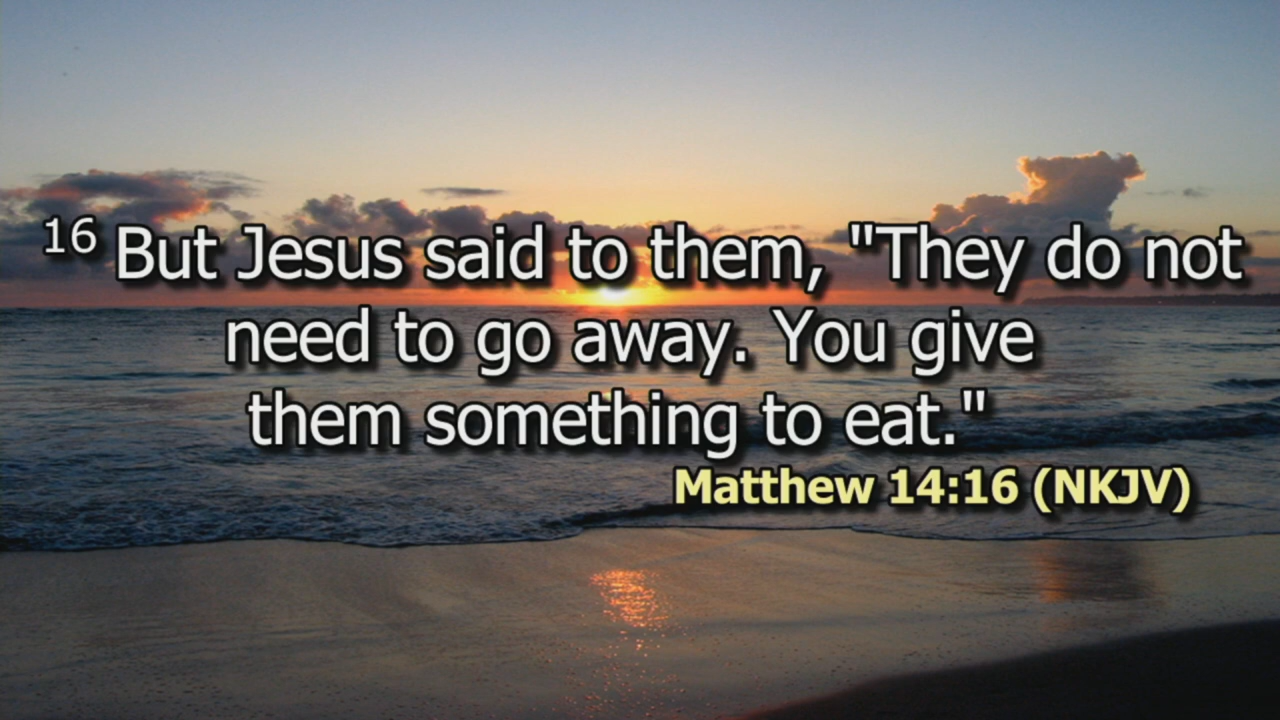 16 But Jesus said to them, "They do not
need to go away. You give
them something to eat."
Matthew 14:16 (NKJV)